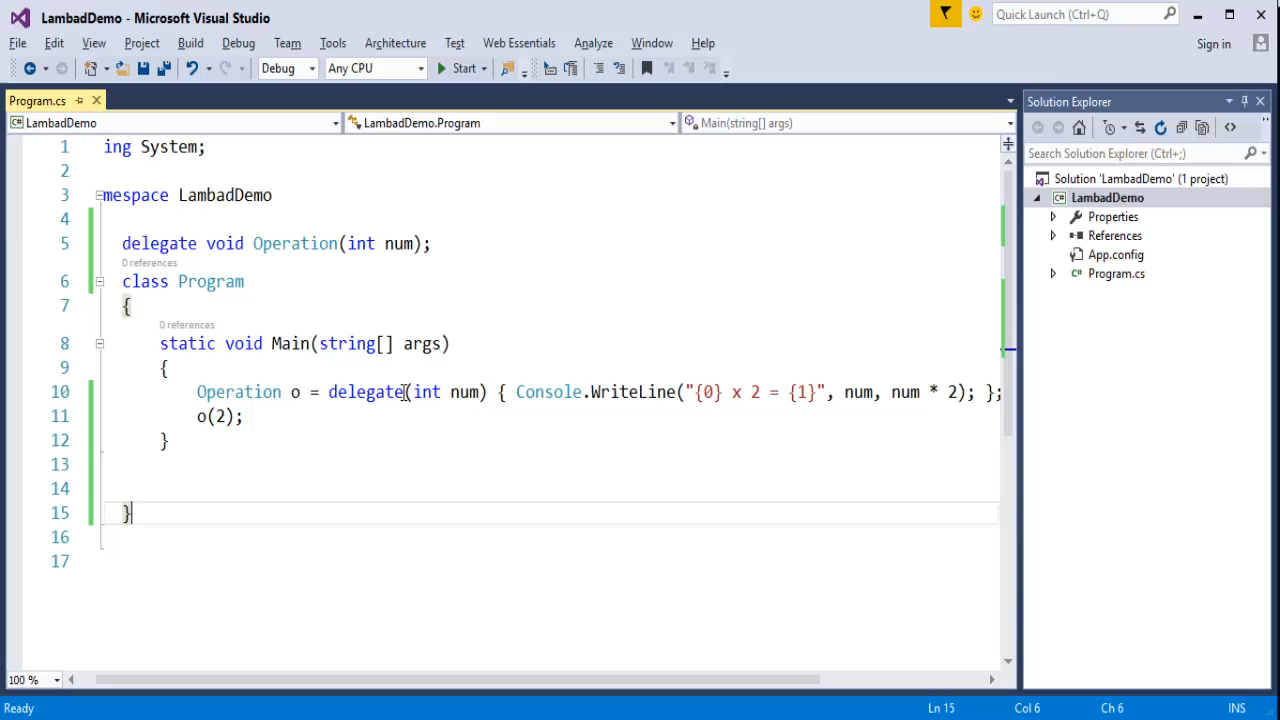 LambadDemo - Microsoft Visual Studio
Quick Launch (Ctrl+Q)
File Edit View Project Build Debug Team Tools Architecture Test Web Essentials Analyze Window Help
Sign in
Debug Any CPU Start
Program.cs
LambadDemo LambadDemo.Program Main(string[] args)
1 ing System;
2
3 mespace LambadDemo
4
5 delegate void Operation(int num);
0 references
6 class Program
7 {
0 references
8 static void Main(string[] args)
9 {
10 Operation o = delegate(int num) { Console.WriteLine("{0} x 2 = {1}", num, num * 2); };
11 o(2);
12 }
13
14
15 }
16
17
100 %
Solution Explorer
Search Solution Explorer (Ctrl+;)
Solution 'LambadDemo' (1 project)
C# LambadDemo
Properties
References
App.config
C# Program.cs
Ready Ln 15 Col 6 Ch 6 INS